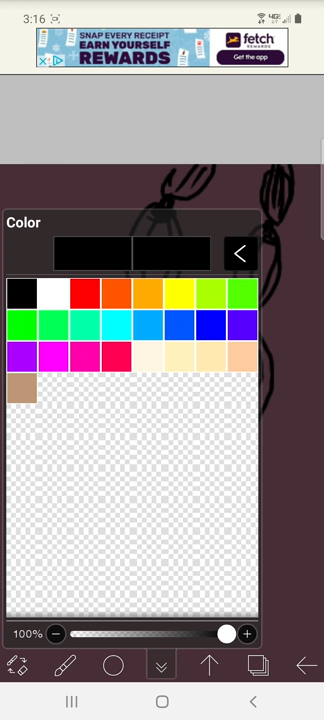 3:16
SNAP EVERY RECEIPT
EARN YOURSELF
REWARDS
fetch
REWARDS
Get the app
Color
100%